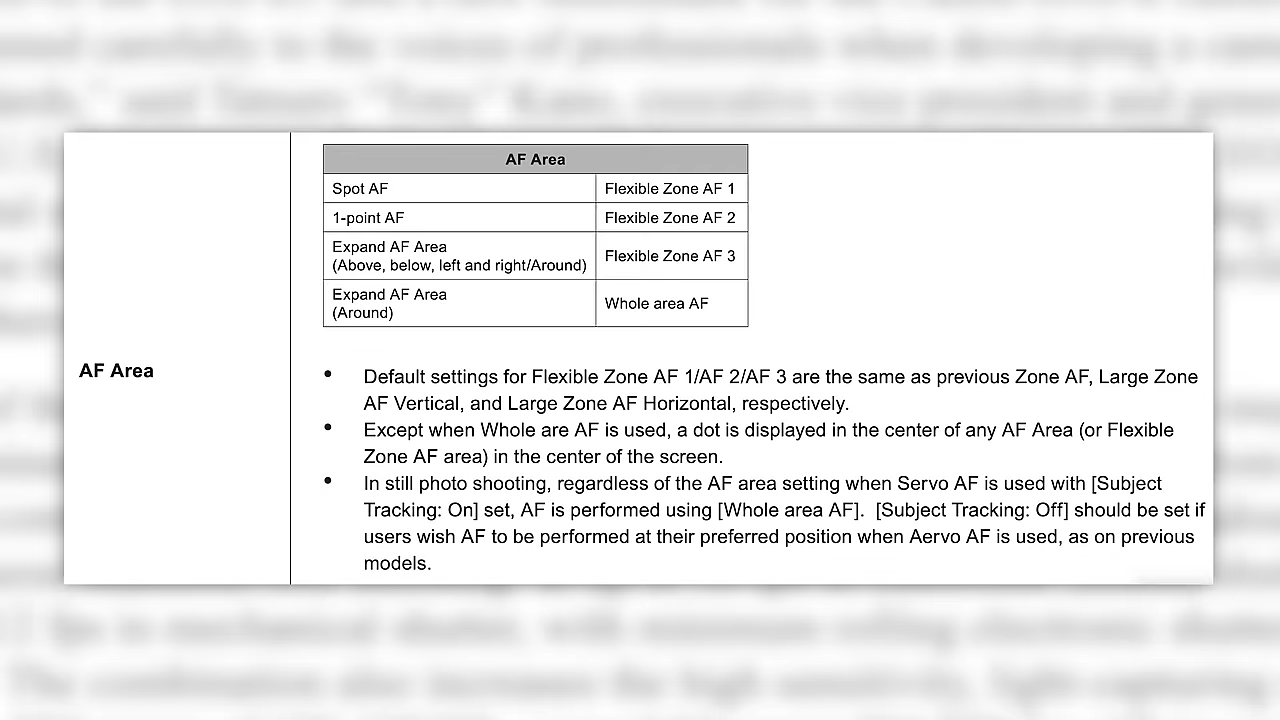 AF Area
Spot AF
Flexible Zone AF 1
1-point AF
Flexible Zone AF 2
Expand AF Area
(Above, below, left and right/Around)
Flexible Zone AF 3
Expand AF Area
(Around)
Whole area AF
AF Area
• Default settings for Flexible Zone AF 1/AF 2/AF 3 are the same as previous Zone AF, Large Zone
AF Vertical, and Large Zone AF Horizontal, respectively.
• Except when Whole are AF is used, a dot is displayed in the center of any AF Area (or Flexible
Zone AF area) in the center of the screen.
• In still photo shooting, regardless of the AF area setting when Servo AF is used with [Subject
Tracking: On] set, AF is performed using [Whole area AF]. [Subject Tracking: Off] should be set if
users wish AF to be performed at their preferred position when Aervo AF is used, as on previous
models.